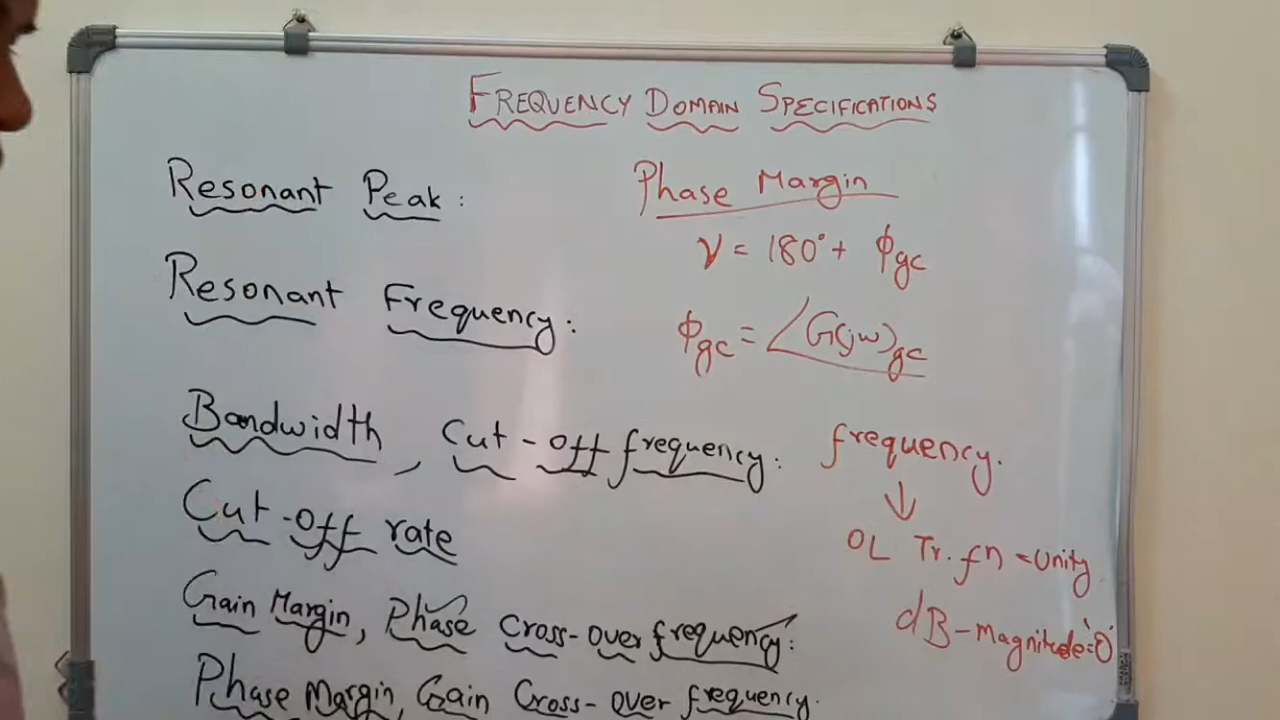 FREQUENCY DOMAIN SPECIFICATIONS
Resonant Peak :
Resonant Frequency :
Bandwidth , Cut-off frequency :
Cut-off rate
Gain Margin, Phase Cross-over frequency :
Phase Margin, Gain Cross-over frequency.
Phase Margin
γ = 180° + ϕgc
ϕgc = ∠G(jw)gc
frequency.
↓
OL Tr. fn = Unity
dB-magnitude = '0'